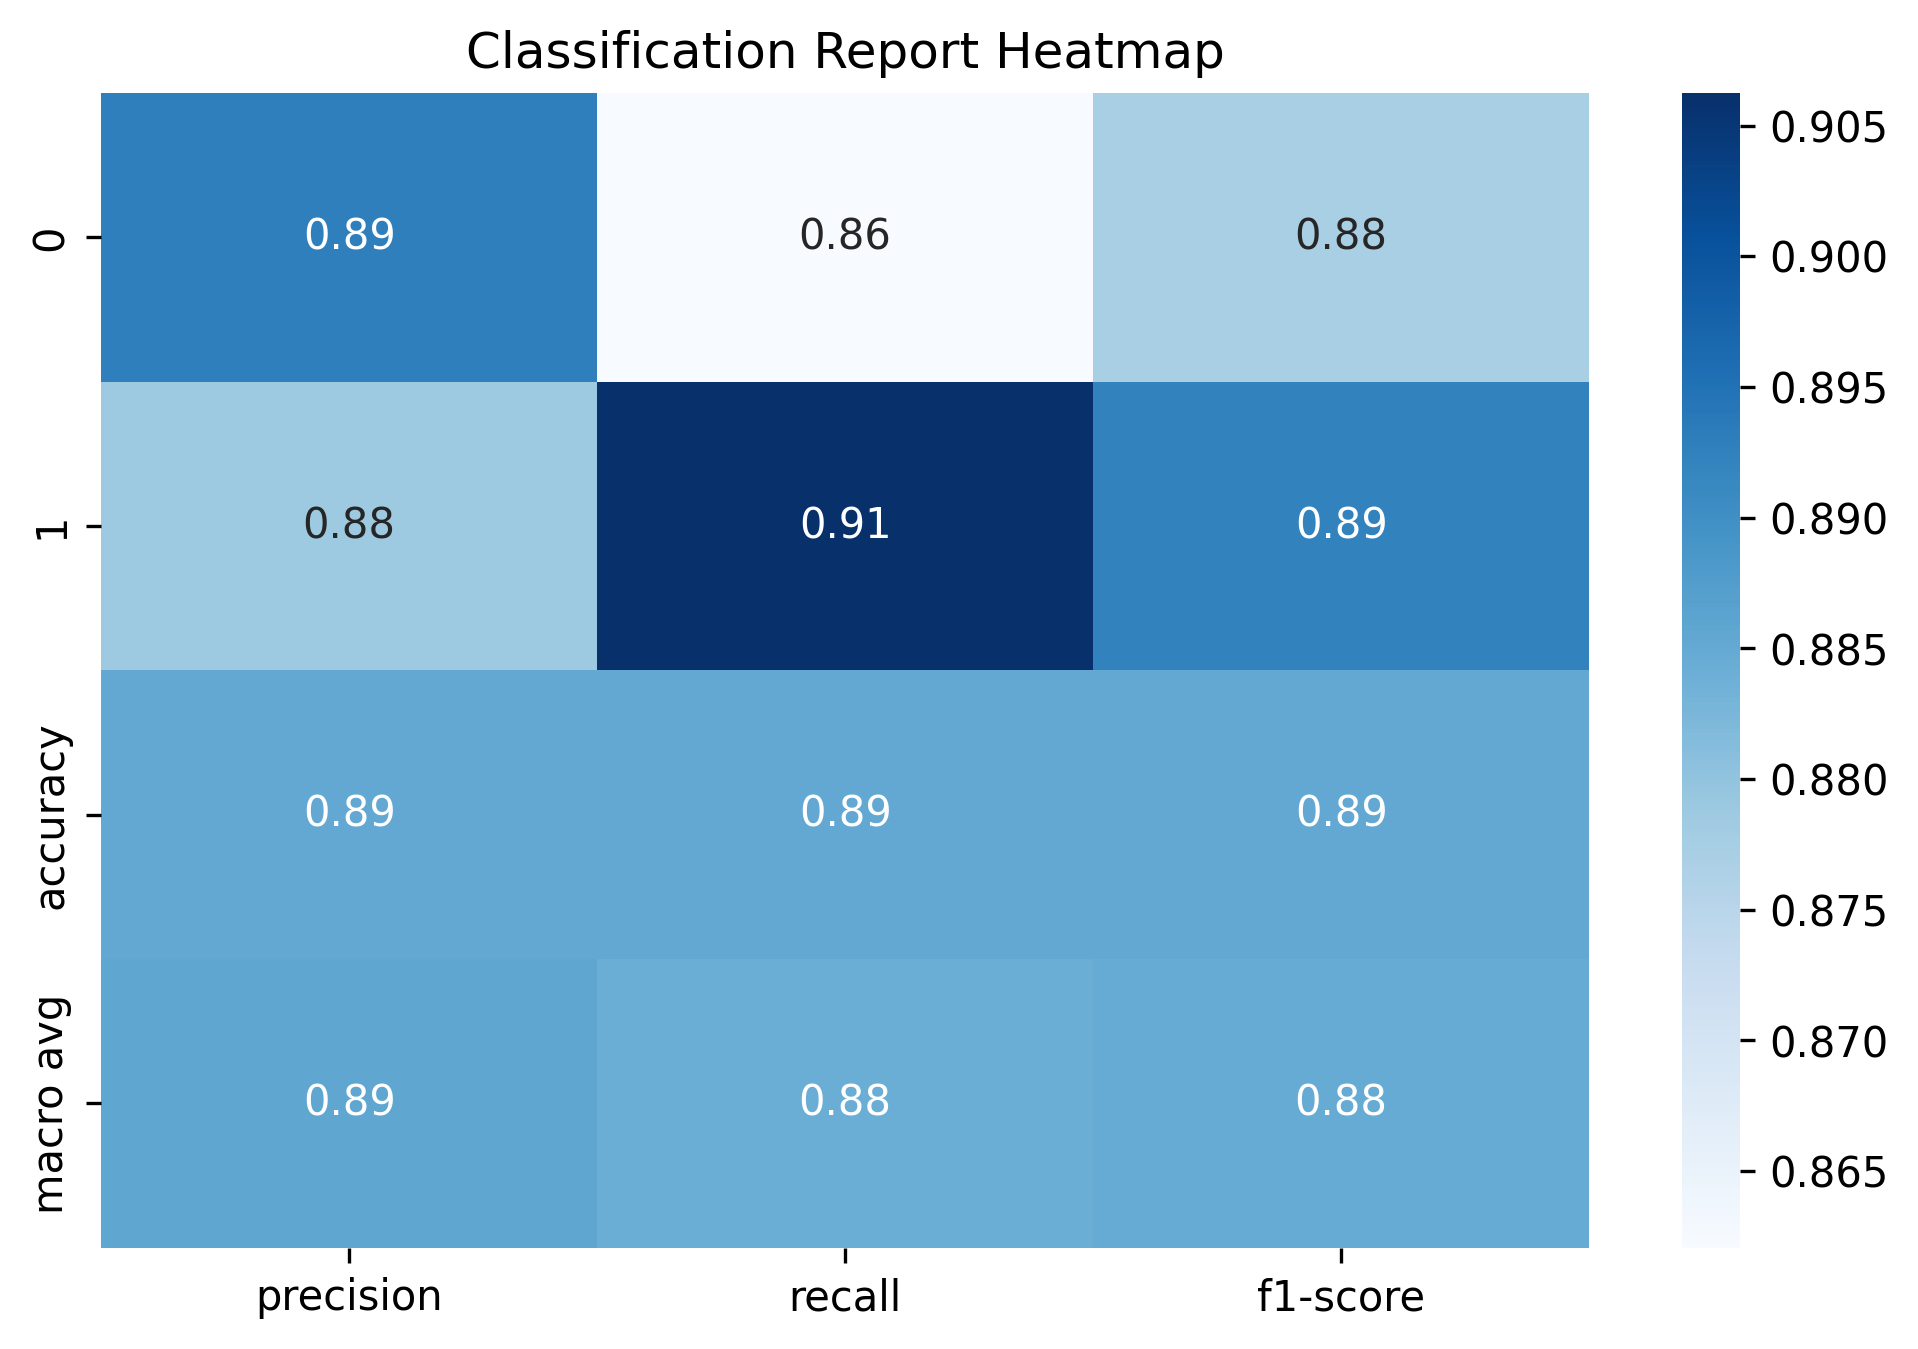 Classification Report Heatmap
0 0.89 0.86 0.88
1 0.88 0.91 0.89
accuracy 0.89 0.89 0.89
macro avg 0.89 0.88 0.88
precision recall f1-score
0.905
0.900
0.895
0.890
0.885
0.880
0.875
0.870
0.865